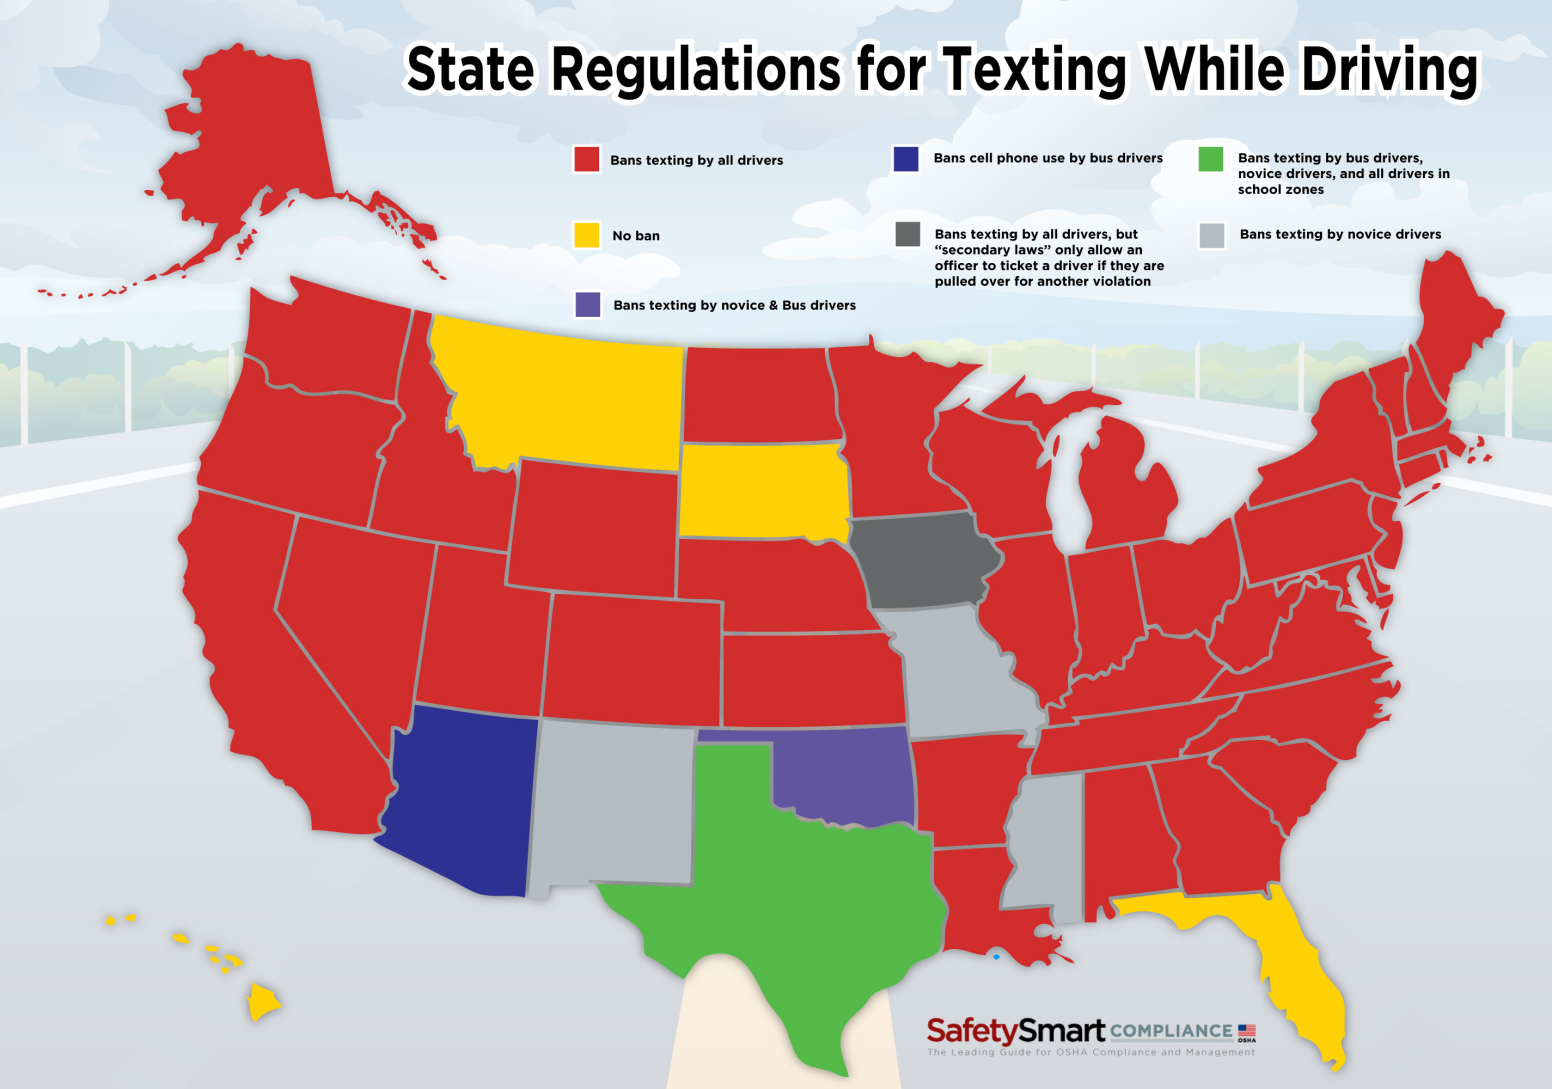 State Regulations for Texting While Driving
Bans texting by all drivers
Bans cell phone use by bus drivers
Bans texting by bus drivers,
novice drivers, and all drivers in
school zones
No ban
Bans texting by all drivers, but
“secondary laws” only allow an
officer to ticket a driver if they are
pulled over for another violation
Bans texting by novice drivers
Bans texting by novice & Bus drivers
SafetySmart COMPLIANCE
OSHA
The Leading Guide for OSHA Compliance and Management